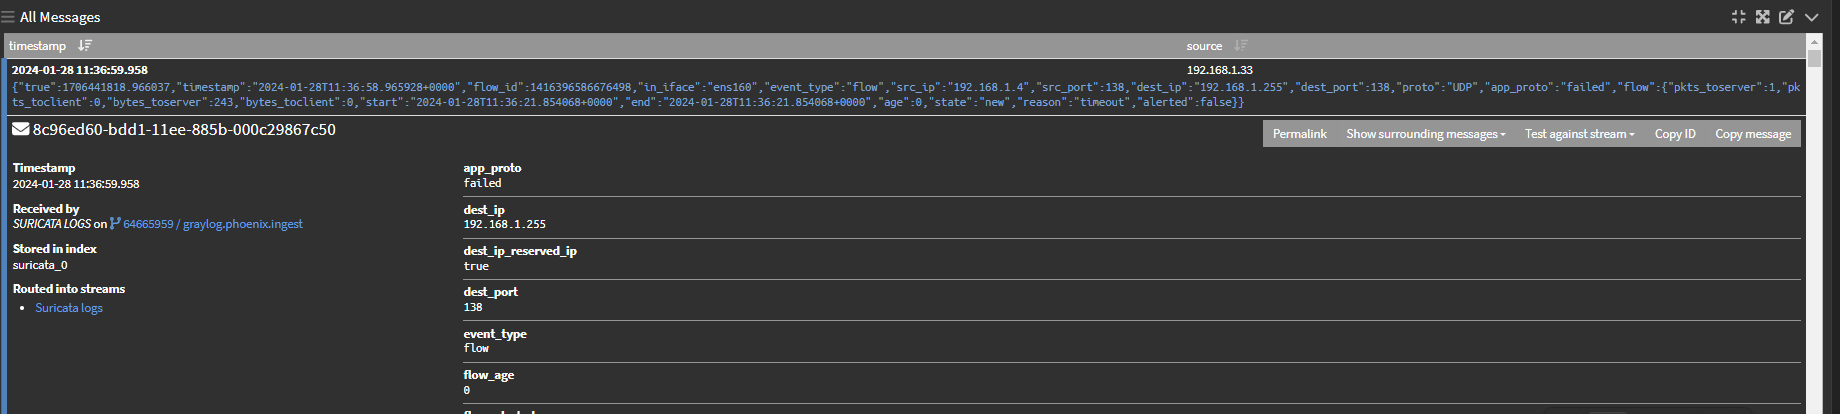 All Messages
timestamp source
2024-01-28 11:36:59.958 192.168.1.33
{"true":1706441818.966037,"timestamp":"2024-01-28T11:36:58.965928+0000","flow_id":1416396586676498,"in_iface":"ens160","event_type":"flow","src_ip":"192.168.1.4","src_port":138,"dest_ip":"192.168.1.255","dest_port":138,"proto":"UDP","app_proto":"failed","flow":{"pkts_toserver":1,"pk
ts_toclient":0,"bytes_toserver":243,"bytes_toclient":0,"start":"2024-01-28T11:36:21.854068+0000","end":"2024-01-28T11:36:21.854068+0000","age":0,"state":"new","reason":"timeout","alerted":false}}
8c96ed60-bdd1-11ee-885b-000c29867c50
Permalink Show surrounding messages Test against stream Copy ID Copy message
Timestamp
2024-01-28 11:36:59.958
Received by
SURICATA LOGS on 64665959 / graylog.phoenix.ingest
Stored in index
suricata_0
Routed into streams
• Suricata logs
app_proto
failed
dest_ip
192.168.1.255
dest_ip_reserved_ip
true
dest_port
138
event_type
flow
flow_age
0